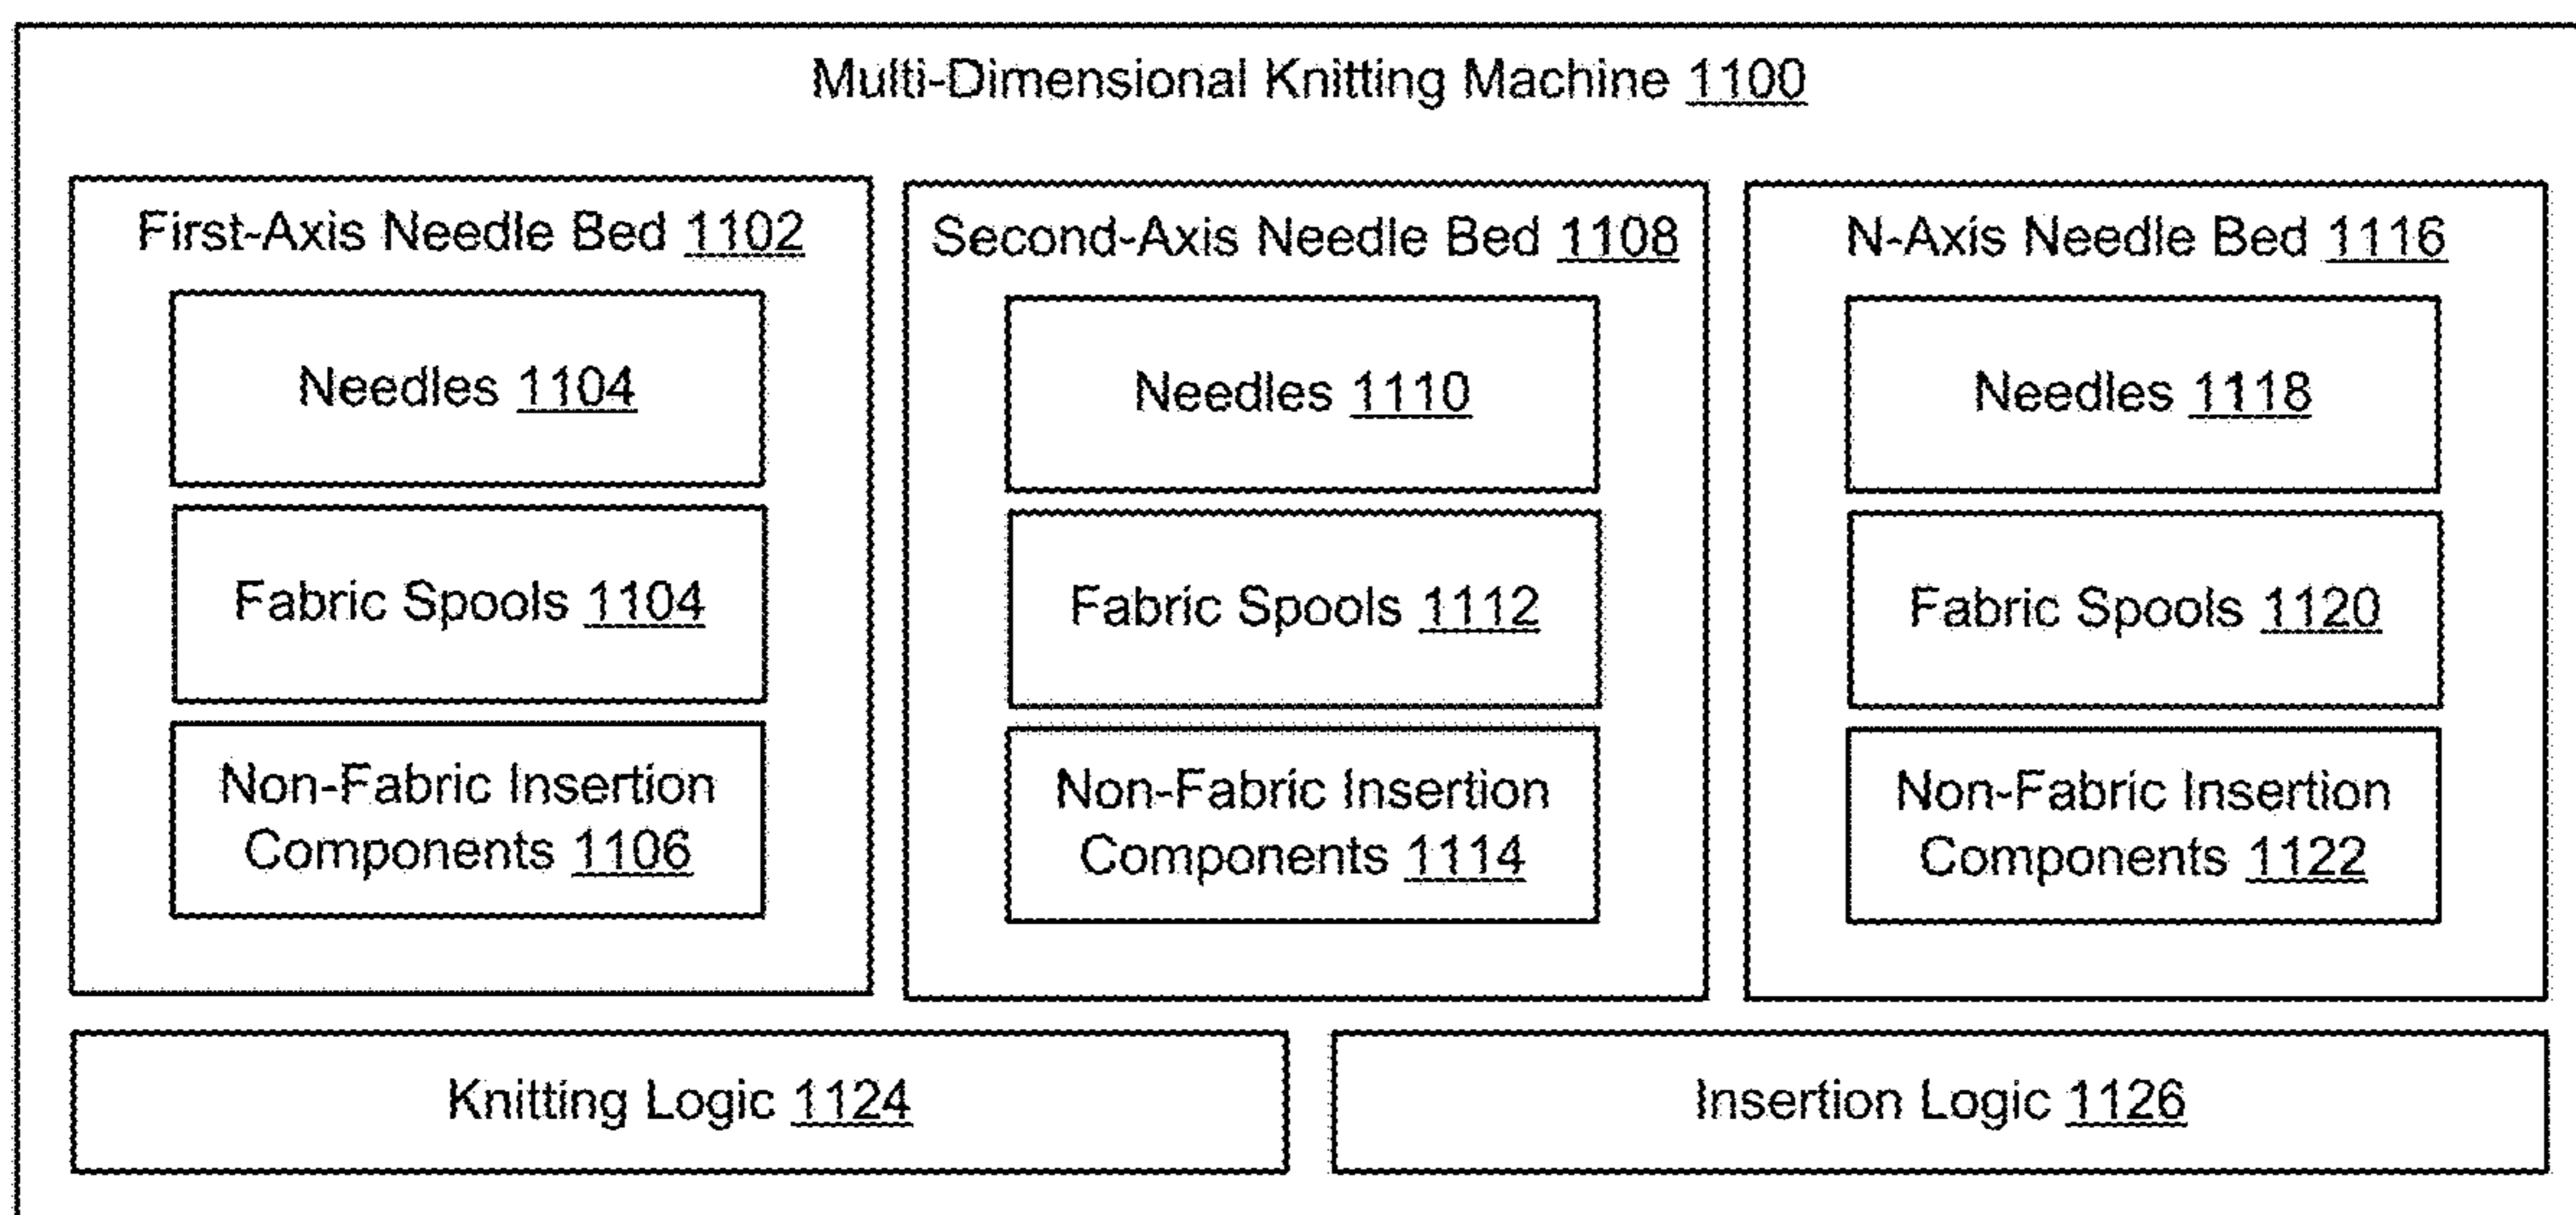 Multi-Dimensional Knitting Machine 1100
First-Axis Needle Bed 1102
Needles 1104
Fabric Spools 1104
Non-Fabric Insertion
Components 1106
Second-Axis Needle Bed 1108
Needles 1110
Fabric Spools 1112
Non-Fabric Insertion
Components 1114
N-Axis Needle Bed 1116
Needles 1118
Fabric Spools 1120
Non-Fabric Insertion
Components 1122
Knitting Logic 1124
Insertion Logic 1126